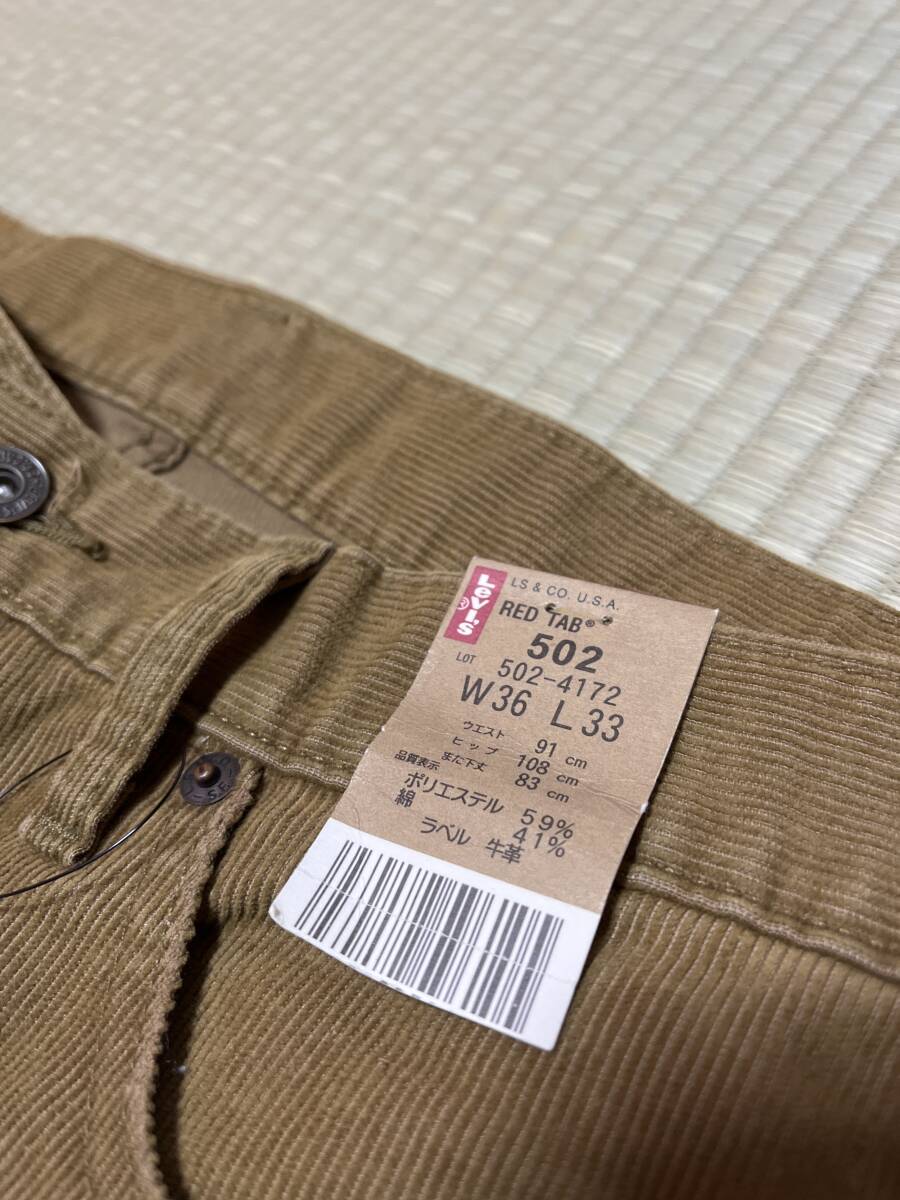 Levi's®
LS & CO. U.S.A.
RED TAB®
502
LOT 502-4172
W36 L33
ウエスト 91 cm
ヒップ 108 cm
また下丈 83 cm
品質表示
ポリエステル 59%
綿 41%
ラベル 牛革